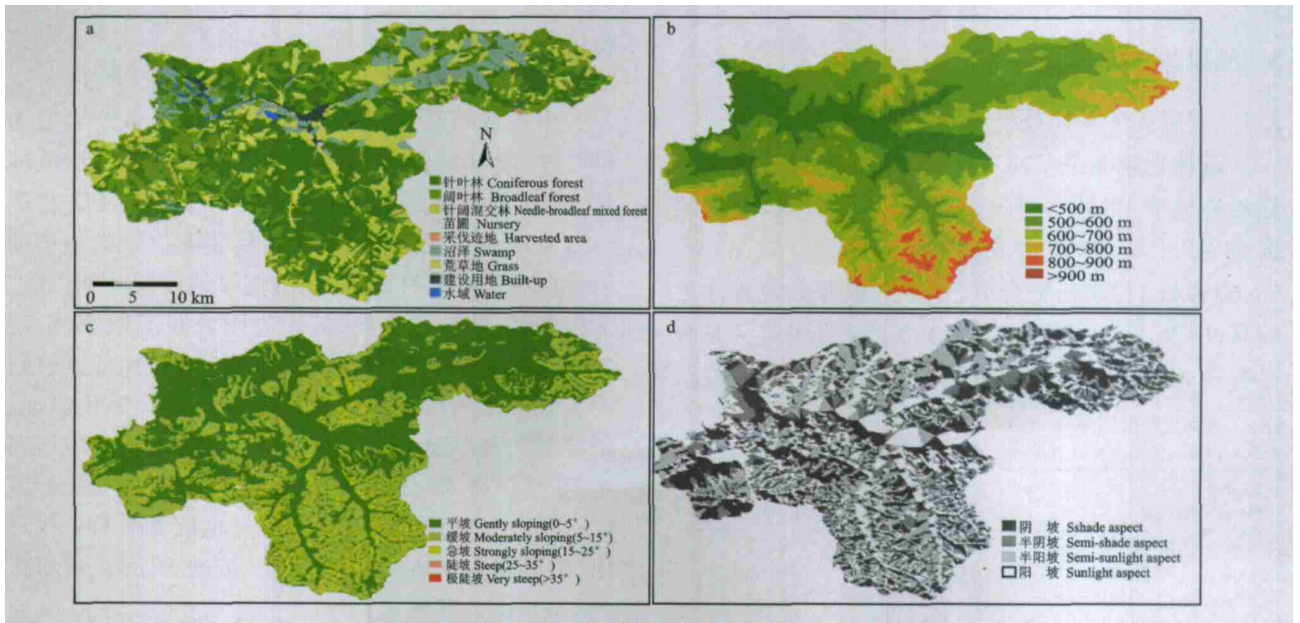 a
N
针叶林 Coniferous forest
阔叶林 Broadleaf forest
针阔混交林 Needle-broadleaf mixed forest
苗圃 Nursery
采伐迹地 Harvested area
沼泽 Swamp
荒草地 Grass
建设用地 Built-up
水域 Water
0 5 10 km
b
<500 m
500~600 m
600~700 m
700~800 m
800~900 m
>900 m
c
平坡 Gently sloping(0~5°)
缓坡 Moderately sloping(5~15°)
急坡 Strongly sloping(15~25°)
陡坡 Steep(25~35°)
极陡坡 Very steep(>35°)
d
阴 坡 Sshade aspect
半阴坡 Semi-shade aspect
半阳坡 Semi-sunlight aspect
阳 坡 Sunlight aspect